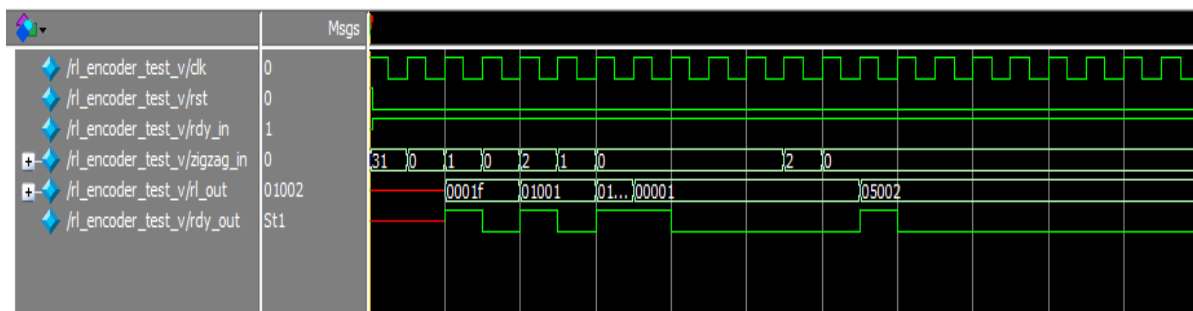 Msgs
/rl_encoder_test_v/clk 0
/rl_encoder_test_v/rst 0
/rl_encoder_test_v/rdy_in 1
/rl_encoder_test_v/zigzag_in 0 31 0 1 0 2 1 0 2 0
/rl_encoder_test_v/rl_out 01002 0001f 01001 01... 00001 05002
/rl_encoder_test_v/rdy_out St1